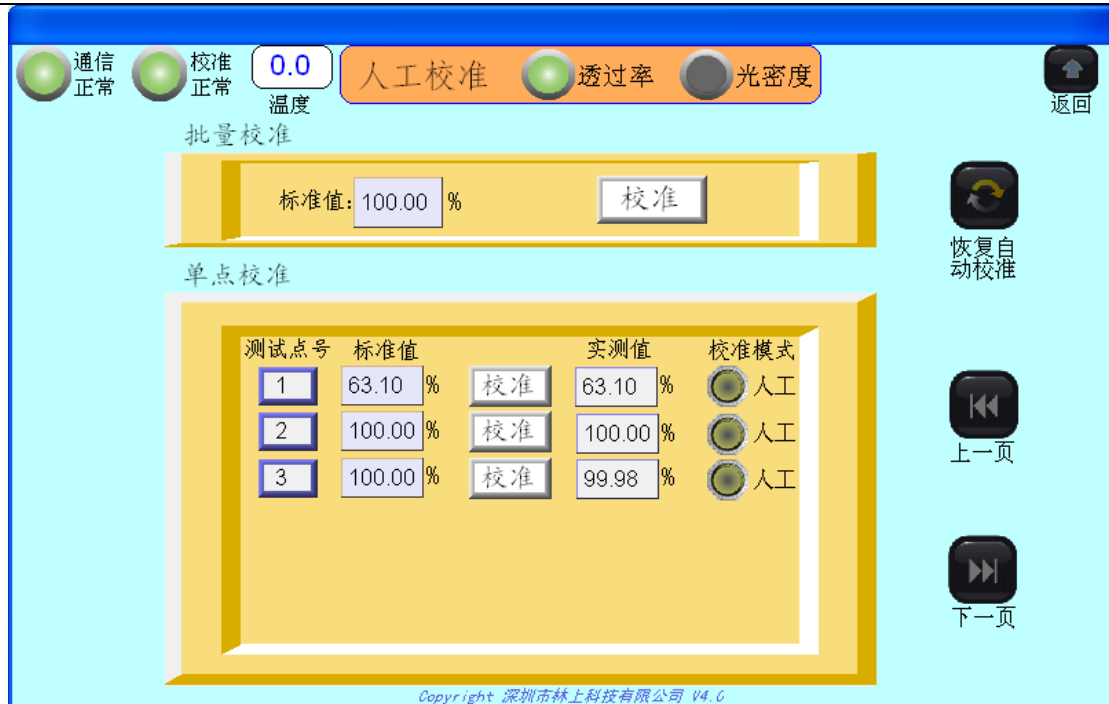 通信
正常
校准
正常
0.0
温度
人工校准
透过率
光密度
返回
批量校准
标准值: 100.00 %
校准
恢复自
动校准
单点校准
测试点号 标准值 实测值 校准模式
1 63.10 % 校准 63.10 % 人工
2 100.00 % 校准 100.00 % 人工
3 100.00 % 校准 99.98 % 人工
上一页
下一页
Copyright 深圳市林上科技有限公司